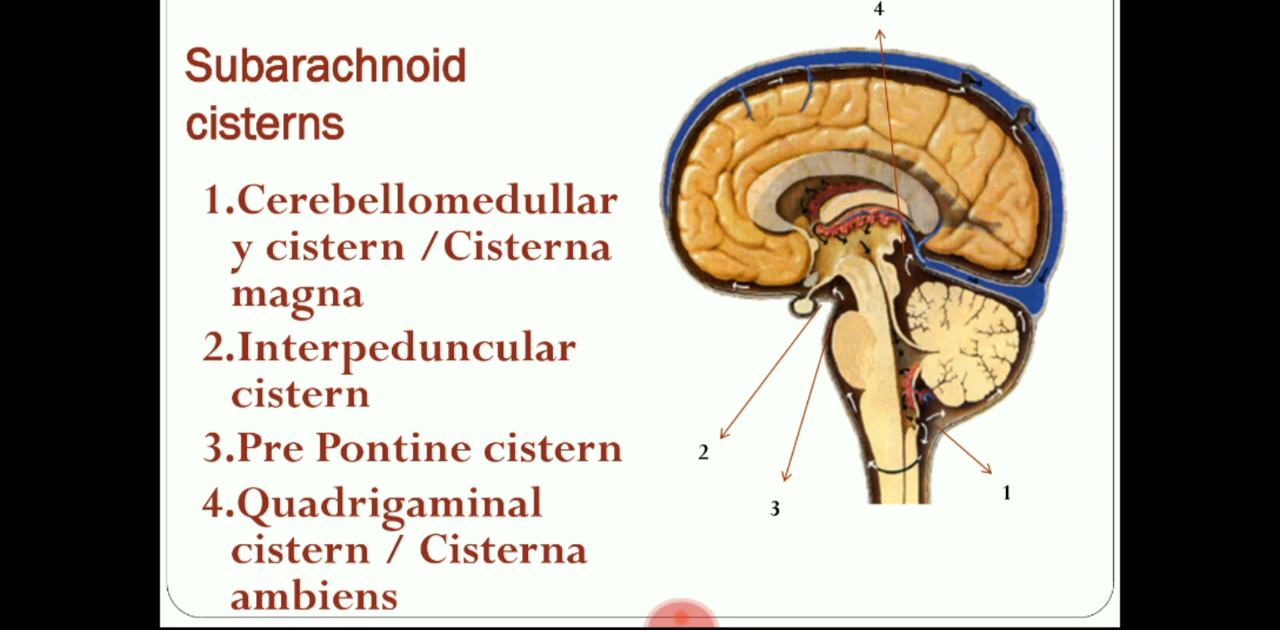 4
Subarachnoid
cisterns
1.Cerebellomedullar
y cistern /Cisterna
magna
2.Interpeduncular
cistern
3.Pre Pontine cistern
4.Quadrigaminal
cistern / Cisterna
ambiens
2
3
1